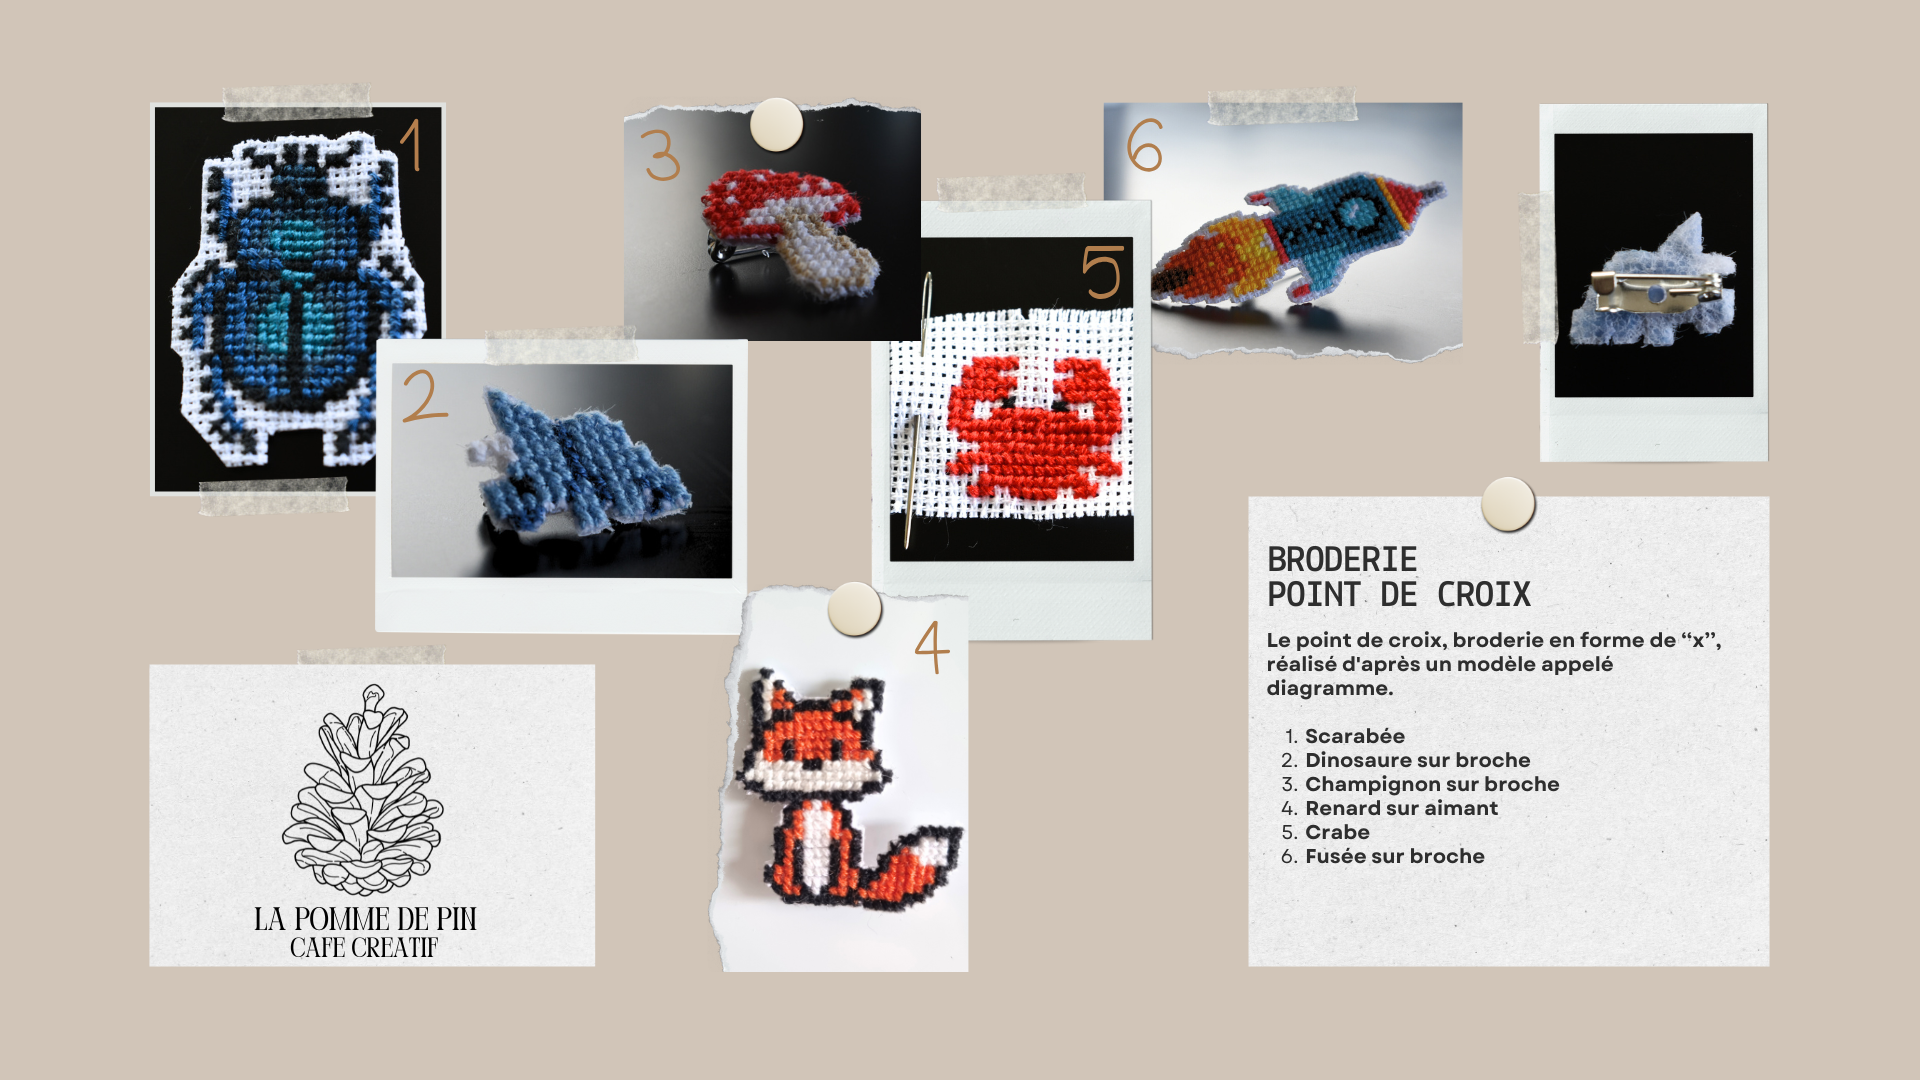 1
2
3
4
5
6
BRODERIE
POINT DE CROIX
Le point de croix, broderie en forme de “x”,
réalisé d'après un modèle appelé
diagramme.
1. Scarabée
2. Dinosaure sur broche
3. Champignon sur broche
4. Renard sur aimant
5. Crabe
6. Fusée sur broche
LA POMME DE PIN
CAFE CREATIF